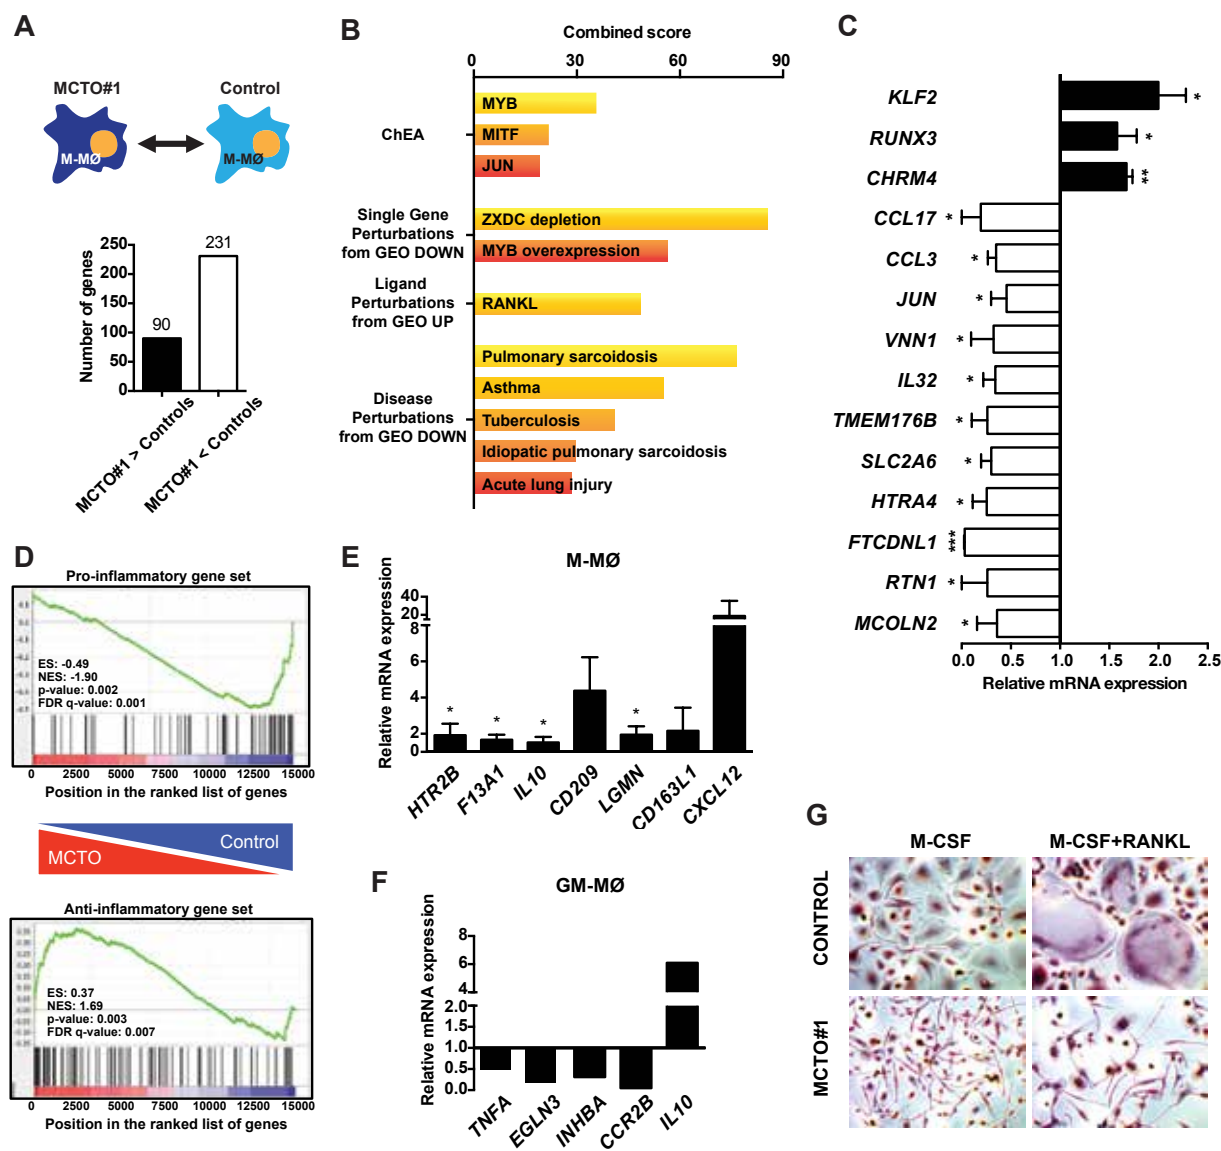 A
MCTO#1
Control
M-MØ
M-MØ
Number of genes
250
200
150
100
50
0
90
231
MCTO#1 > Controls
MCTO#1 < Controls
B
Combined score
0
30
60
90
ChEA
MYB
MITF
JUN
Single Gene
Perturbations
fom GEO DOWN
ZXDC depletion
MYB overexpression
Ligand
Perturbations
from GEO UP
RANKL
Disease
Perturbations
from GEO DOWN
Pulmonary sarcoidosis
Asthma
Tuberculosis
Idiopatic pulmonary sarcoidosis
Acute lung injury
C
KLF2 *
RUNX3 *
CHRM4 **
CCL17 *
CCL3 *
JUN *
VNN1 *
IL32 *
TMEM176B *
SLC2A6 *
HTRA4 *
FTCDNL1 ***
RTN1 *
MCOLN2 *
0.0 0.5 1.0 1.5 2.0 2.5
Relative mRNA expression
D
Pro-inflammatory gene set
ES: -0.49
NES: -1.90
p-value: 0.002
FDR q-value: 0.001
0 2500 5000 7500 10000 12500 15000
Position in the ranked list of genes
Control
MCTO
Anti-inflammatory gene set
ES: 0.37
NES: 1.69
p-value: 0.003
FDR q-value: 0.007
0 2500 5000 7500 10000 12500 15000
Position in the ranked list of genes
E
M-MØ
Relative mRNA expression
40
20
8
6
4
2
0
* * * *
HTR2B
F13A1
IL10
CD209
LGMN
CD163L1
CXCL12
F
GM-MØ
Relative mRNA expression
8
6
4
2.0
1.5
1.0
0.5
0.0
TNFA
EGLN3
INHBA
CCR2B
IL10
G
M-CSF
M-CSF+RANKL
CONTROL
MCTO#1